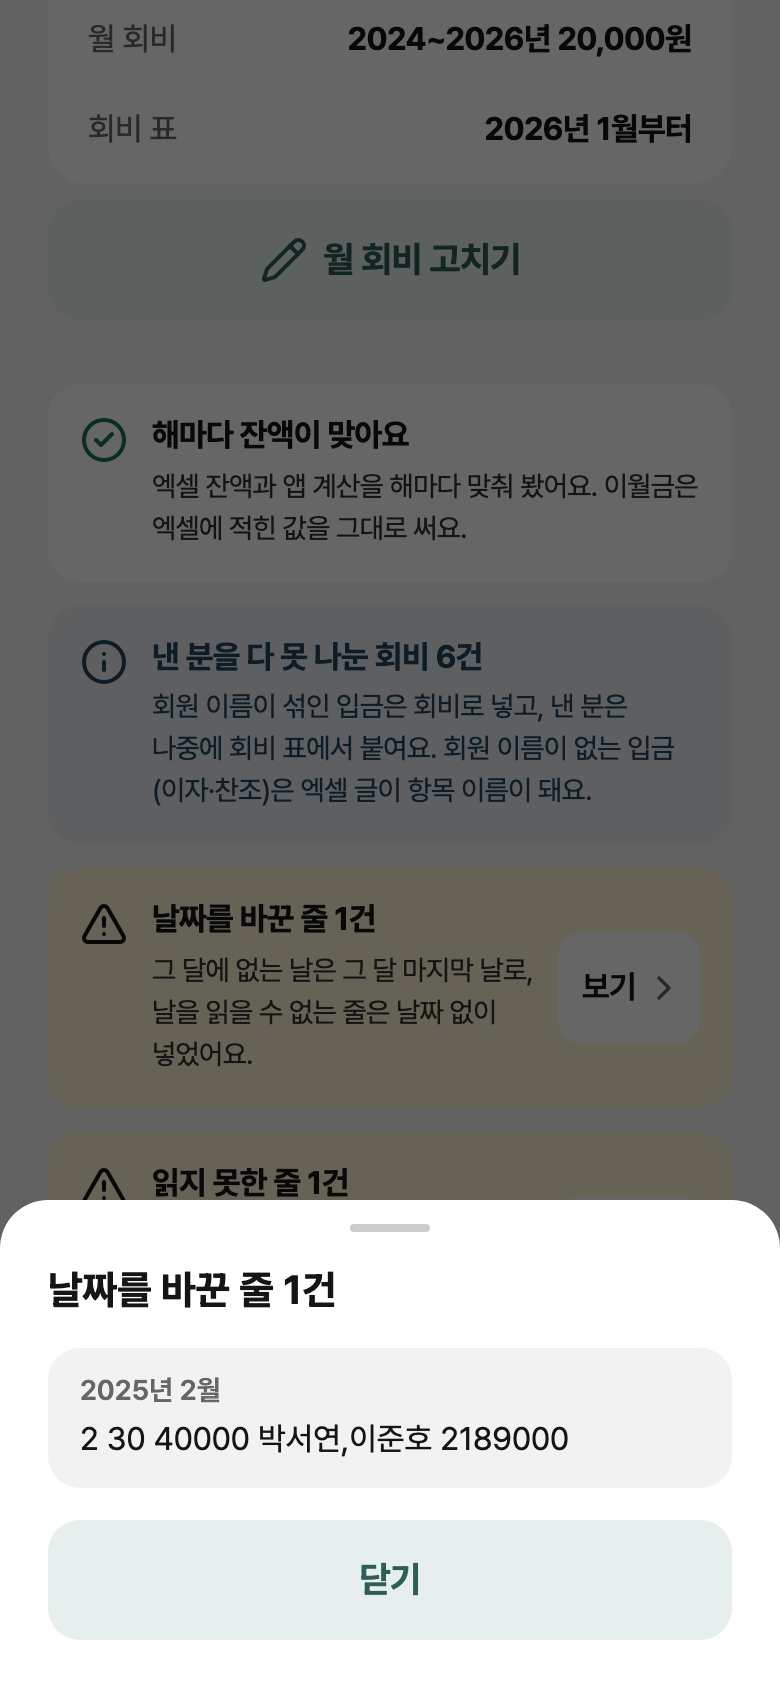 월 회비
2024~2026년 20,000원
회비 표
2026년 1월부터
월 회비 고치기
해마다 잔액이 맞아요
엑셀 잔액과 앱 계산을 해마다 맞춰 봤어요. 이월금은
엑셀에 적힌 값을 그대로 써요.
낸 분을 다 못 나눈 회비 6건
회원 이름이 섞인 입금은 회비로 넣고, 낸 분은
나중에 회비 표에서 붙여요. 회원 이름이 없는 입금
(이자·찬조)은 엑셀 글이 항목 이름이 돼요.
날짜를 바꾼 줄 1건
그 달에 없는 날은 그 달 마지막 날로,
날을 읽을 수 없는 줄은 날짜 없이
넣었어요.
보기
읽지 못한 줄 1건
날짜를 바꾼 줄 1건
2025년 2월
2 30 40000 박서연,이준호 2189000
닫기